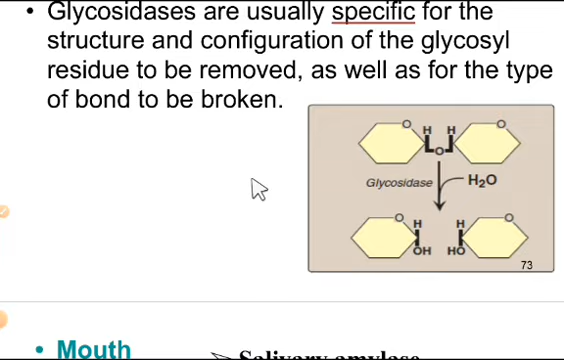 • Glycosidases are usually specific for the
structure and configuration of the glycosyl
residue to be removed, as well as for the type
of bond to be broken.
O H H O
O
Glycosidase H₂O
O H H O
OH HO
73
• Mouth ➢ Salivary amylase